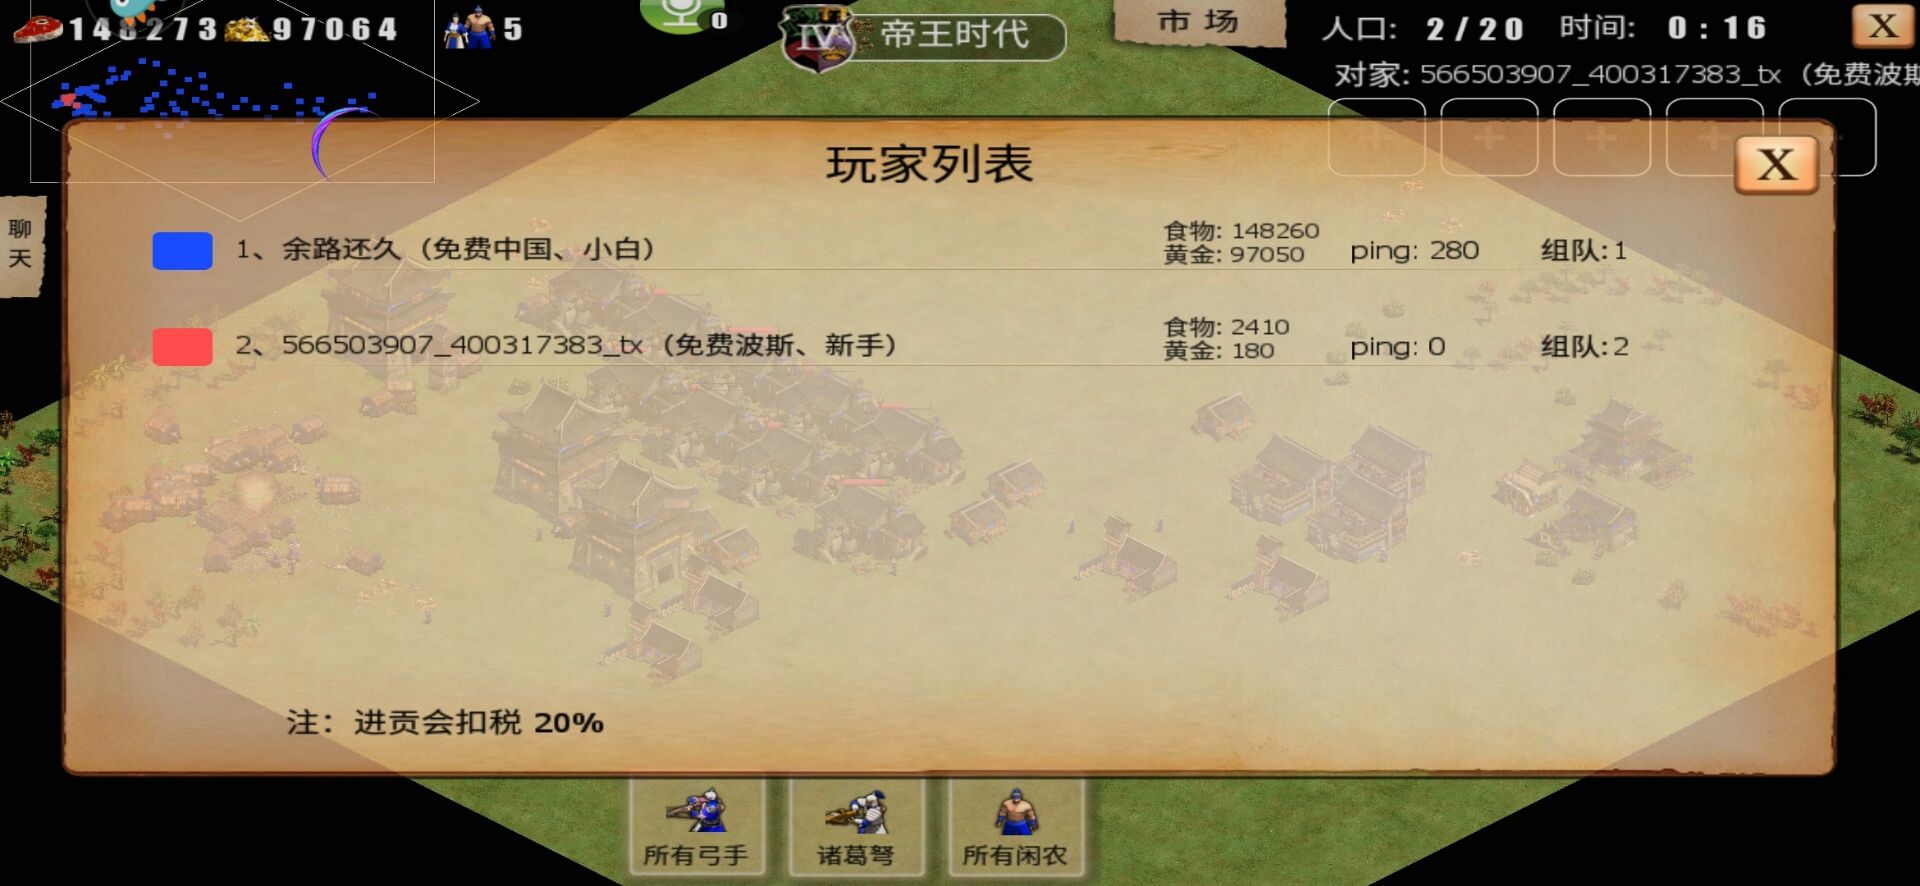 148273 97064 5 0
IV 帝王时代
市场
人口: 2/20 时间: 0:16
X
对家: 566503907_400317383_tx（免费波斯
聊天
玩家列表
X
1、余路还久（免费中国、小白）
食物: 148260
黄金: 97050
ping: 280
组队:1
2、566503907_400317383_tx（免费波斯、新手）
食物: 2410
黄金: 180
ping: 0
组队:2
注：进贡会扣税 20%
所有弓手
诸葛弩
所有闲农